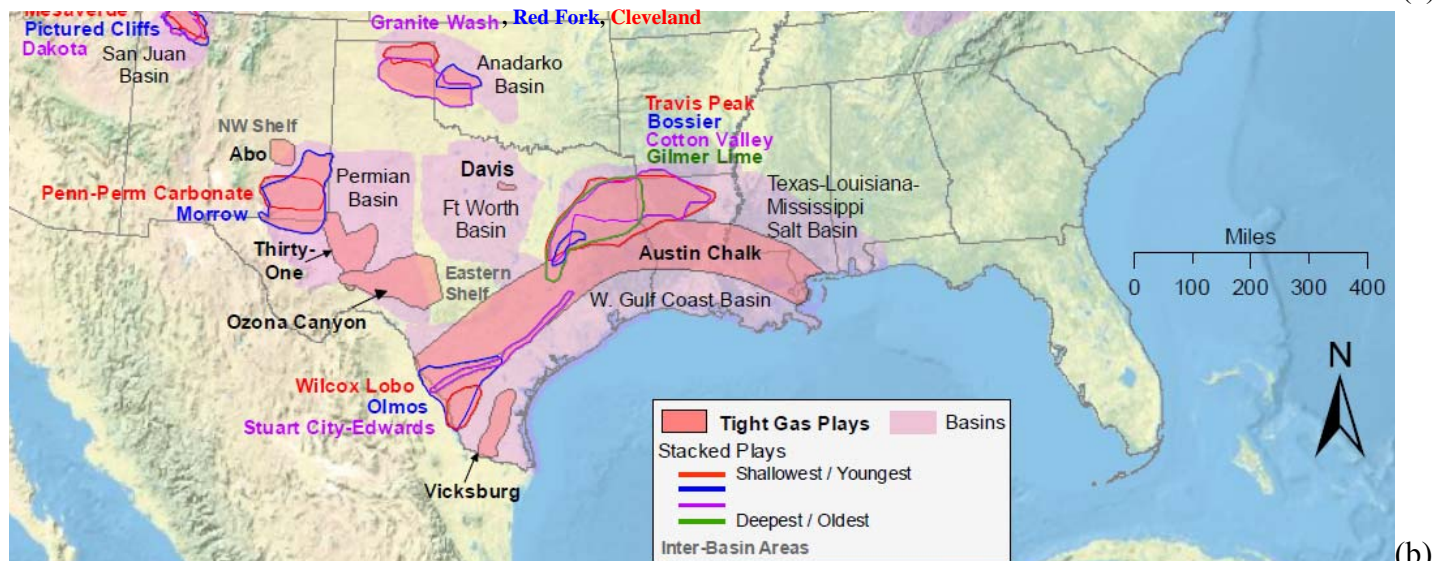 Mesaverde
Pictured Cliffs
Dakota
San Juan
Basin
Granite Wash, Red Fork, Cleveland
Anadarko
Basin
NW Shelf
Abo
Penn-Perm Carbonate
Morrow
Permian
Basin
Davis
Ft Worth
Basin
Travis Peak
Bossier
Cotton Valley
Gilmer Lime
Texas-Louisiana-
Mississippi
Salt Basin
Thirty-
One
Eastern
Shelf
Ozona Canyon
Austin Chalk
W. Gulf Coast Basin
Wilcox Lobo
Olmos
Stuart City-Edwards
Vicksburg
Miles
0 100 200 300 400
N
Tight Gas Plays Basins
Stacked Plays
Shallowest / Youngest
Deepest / Oldest
Inter-Basin Areas
(b)